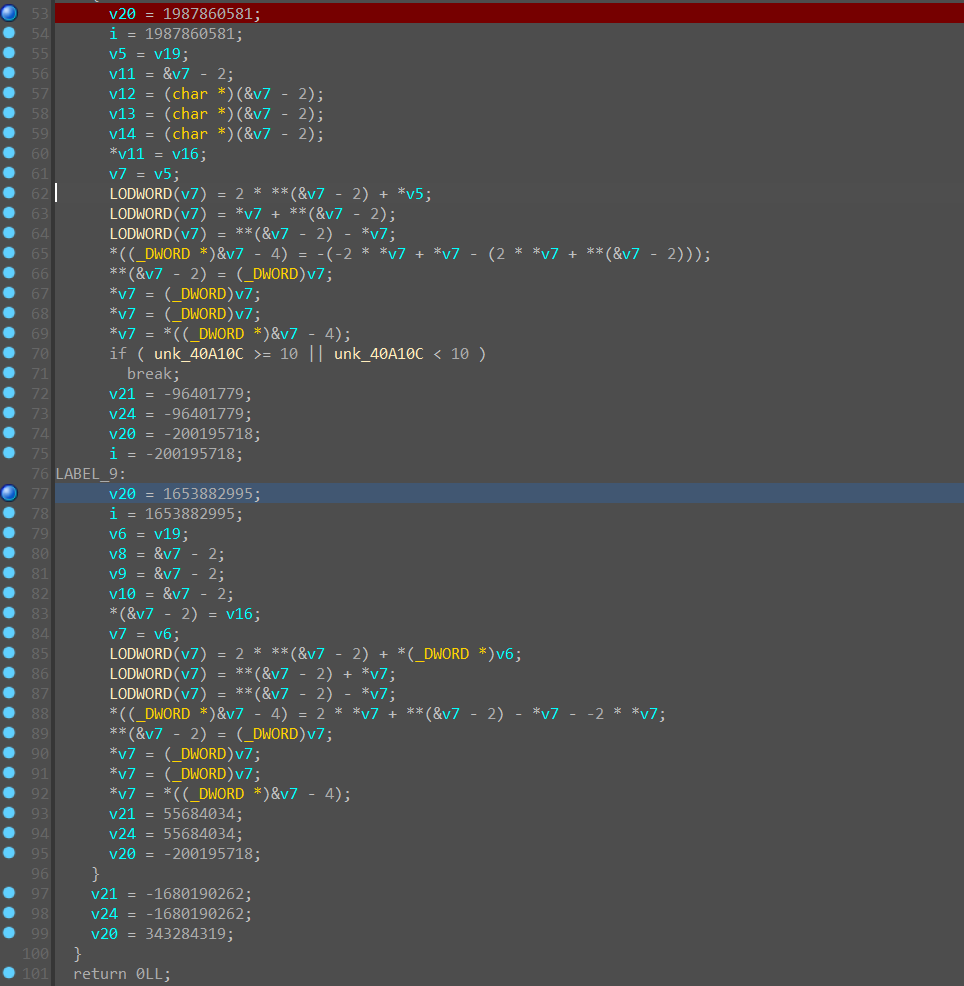 53 v20 = 1987860581;
54 i = 1987860581;
55 v5 = v19;
56 v11 = &v7 - 2;
57 v12 = (char *)(&v7 - 2);
58 v13 = (char *)(&v7 - 2);
59 v14 = (char *)(&v7 - 2);
60 *v11 = v16;
61 v7 = v5;
62 LODWORD(v7) = 2 * **(&v7 - 2) + *v5;
63 LODWORD(v7) = *v7 + **(&v7 - 2);
64 LODWORD(v7) = **(&v7 - 2) - *v7;
65 *((_DWORD *)&v7 - 4) = -(-2 * *v7 + *v7 - (2 * *v7 + **(&v7 - 2)));
66 **(&v7 - 2) = (_DWORD)v7;
67 *v7 = (_DWORD)v7;
68 *v7 = (_DWORD)v7;
69 *v7 = *((_DWORD *)&v7 - 4);
70 if ( unk_40A10C >= 10 || unk_40A10C < 10 )
71 break;
72 v21 = -96401779;
73 v24 = -96401779;
74 v20 = -200195718;
75 i = -200195718;
76 LABEL_9:
77 v20 = 1653882995;
78 i = 1653882995;
79 v6 = v19;
80 v8 = &v7 - 2;
81 v9 = &v7 - 2;
82 v10 = &v7 - 2;
83 *(&v7 - 2) = v16;
84 v7 = v6;
85 LODWORD(v7) = 2 * **(&v7 - 2) + *(_DWORD *)v6;
86 LODWORD(v7) = **(&v7 - 2) + *v7;
87 LODWORD(v7) = **(&v7 - 2) - *v7;
88 *((_DWORD *)&v7 - 4) = 2 * *v7 + **(&v7 - 2) - *v7 - -2 * *v7;
89 **(&v7 - 2) = (_DWORD)v7;
90 *v7 = (_DWORD)v7;
91 *v7 = (_DWORD)v7;
92 *v7 = *((_DWORD *)&v7 - 4);
93 v21 = 55684034;
94 v24 = 55684034;
95 v20 = -200195718;
96 }
97 v21 = -1680190262;
98 v24 = -1680190262;
99 v20 = 343284319;
100 }
101 return 0LL;